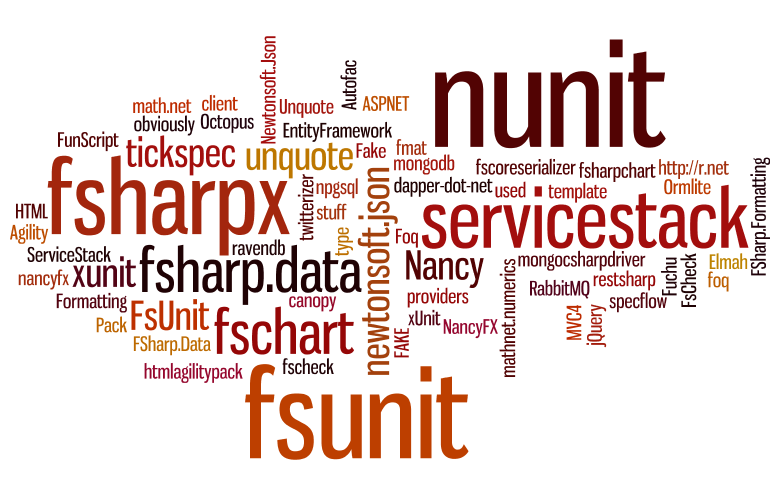 nunit
Newtonsoft.Json
Autofac
math.net
client
Unquote
ASPNET
obviously
Octopus
EntityFramework
FunScript
tickspec
unquote
Fake
fmat
mongodb
fscoreserializer
fsharpchart
http://r.net
fsharpx
twitterizer
npgsql
newtonsoft.json
dapper-dot-net
used
template
Ormlite
FSharp.Formatting
HTML
stuff
servicestack
Agility
type
Foq
ServiceStack
ravendb
nancyfx
xunit
fsharp.data
Nancy
mongocsharpdriver
Fuchu
FsCheck
Elmah
foq
mathnet.numerics
RabbitMQ
restsharp
Formatting
canopy
providers
specflow
Pack
FsUnit
fschart
FAKE
xUnit
NancyFX
MVC4
jQuery
FSharp.Data
htmlagilitypack
fscheck
fsunit